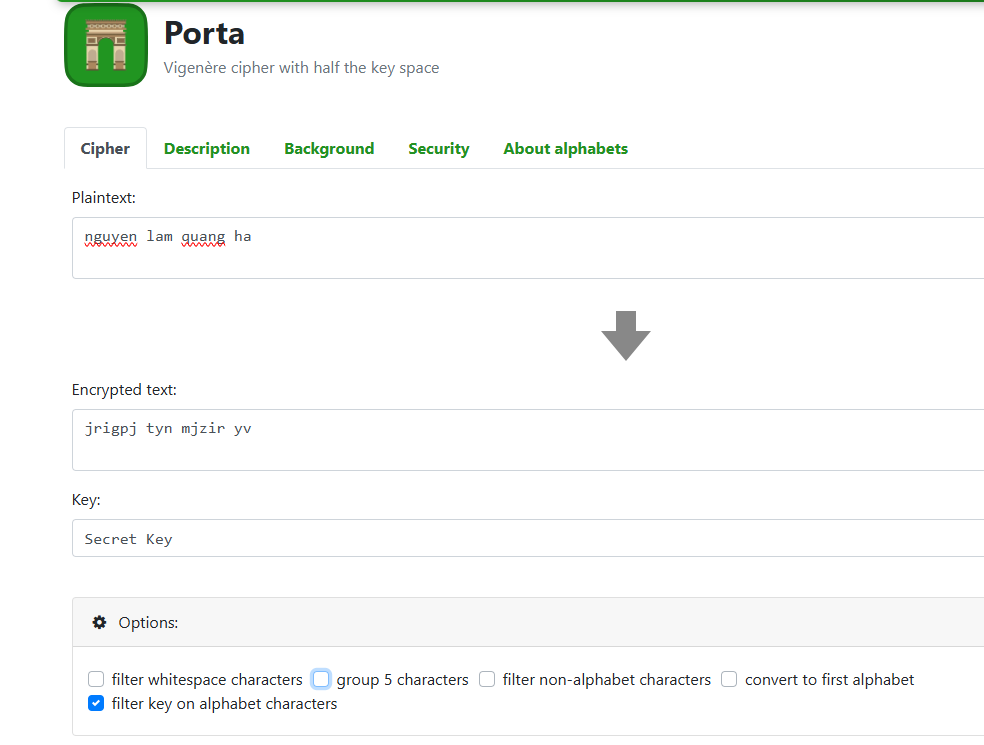 Porta
Vigenère cipher with half the key space
Cipher Description Background Security About alphabets
Plaintext:
nguyen lam quang ha
Encrypted text:
jrigpj tyn mjzir yv
Key:
Secret Key
Options:
filter whitespace characters group 5 characters filter non-alphabet characters convert to first alphabet
filter key on alphabet characters